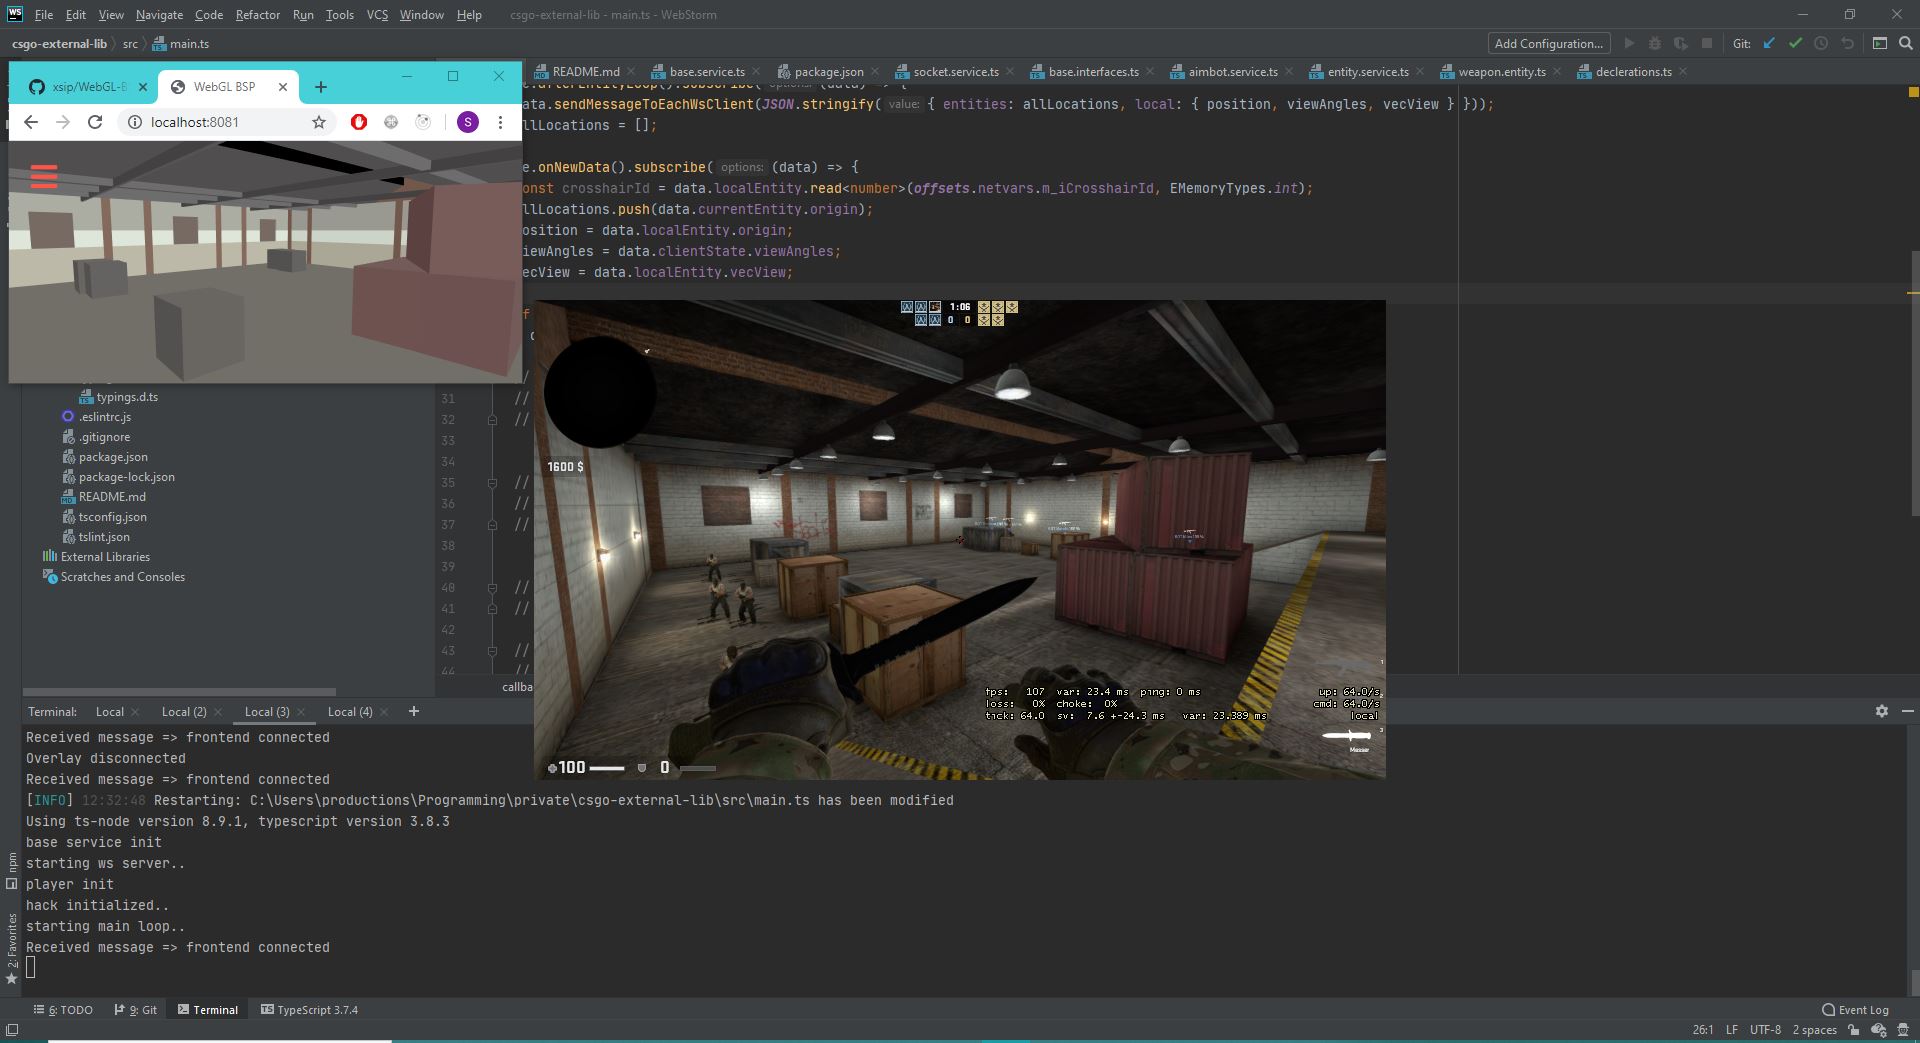 File Edit View Navigate Code Refactor Run Tools VCS Window Help csgo-external-lib - main.ts - WebStorm
csgo-external-lib src main.ts
Add Configuration... Git:
README.md base.service.ts package.json socket.service.ts base.interfaces.ts aimbot.service.ts entity.service.ts weapon.entity.ts declerations.ts
xsip/WebGL-B WebGL BSP
localhost:8081
S
e.afterEntityLoop().subscribe( options: (data) => {
ata.sendMessageToEachWsClient(JSON.stringify( value: { entities: allLocations, local: { position, viewAngles, vecView } }));
llLocations = [];
e.onNewData().subscribe( options: (data) => {
onst crosshairId = data.localEntity.read<number>(offsets.netvars.m_iCrosshairId, EMemoryTypes.int);
llLocations.push(data.currentEntity.origin);
osition = data.localEntity.origin;
iewAngles = data.clientState.viewAngles;
ecView = data.localEntity.vecView;
f
typings.d.ts
.eslintrc.js
.gitignore
package.json
package-lock.json
README.md
tsconfig.json
tslint.json
External Libraries
Scratches and Consoles
//
31 //
32 //
33
34
35 //
36 //
37 //
38
39
40 //
41 //
42
43 //
44 //
callba
1:06
0 0
1600 $
fps: 107 var: 23.4 ms ping: 0 ms
loss: 0% choke: 0%
tick: 64.0 sv: 7.6 +-24.3 ms var: 23.389 ms
up: 64.0/s
cmd: 64.0/s
local
1
3
Messer
100 0
Terminal: Local Local (2) Local (3) Local (4)
Received message => frontend connected
Overlay disconnected
Received message => frontend connected
[INFO] 12:32:48 Restarting: C:\Users\productions\Programming\private\csgo-external-lib\src\main.ts has been modified
Using ts-node version 8.9.1, typescript version 3.8.3
base service init
starting ws server..
player init
hack initialized..
starting main loop..
Received message => frontend connected
npm
2: Favorites
6: TODO 9: Git Terminal TypeScript 3.7.4
Event Log
26:1 LF UTF-8 2 spaces